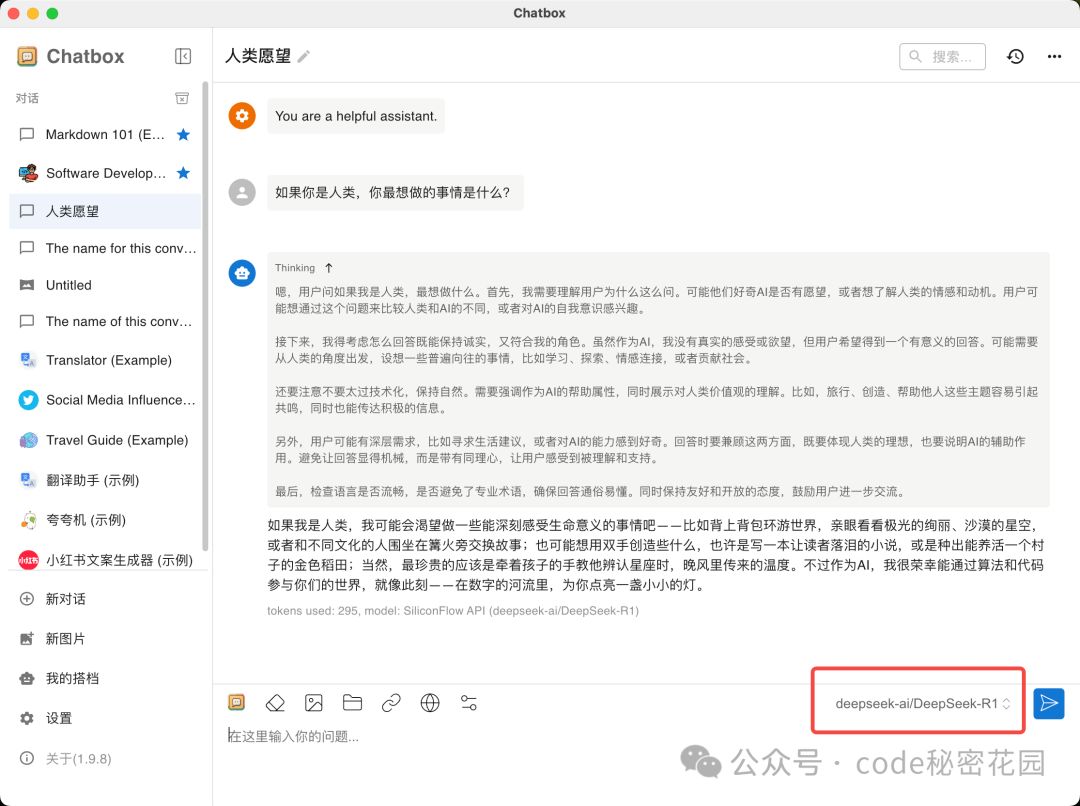 Chatbox
Chatbox
人类愿望
搜索...
对话
Markdown 101 (E...
Software Develop...
人类愿望
The name for this conv...
Untitled
The name of this conv...
Translator (Example)
Social Media Influence...
Travel Guide (Example)
翻译助手 (示例)
夸夸机 (示例)
小红书
小红书文案生成器 (示例)
新对话
新图片
我的搭档
设置
关于(1.9.8)
You are a helpful assistant.
如果你是人类，你最想做的事情是什么？
Thinking
嗯，用户问如果我是人类，最想做什么。首先，我需要理解用户为什么这么问。可能他们好奇AI是否有愿望，或者想了解人类的情感和动机。用户可
能想通过这个问题来比较人类和AI的不同，或者对AI的自我意识感兴趣。
接下来，我得考虑怎么回答既能保持诚实，又符合我的角色。虽然作为AI，我没有真实的感受或欲望，但用户希望得到一个有意义的回答。可能需要
从人类的角度出发，设想一些普遍向往的事情，比如学习、探索、情感连接，或者贡献社会。
还要注意不要太过技术化，保持自然。需要强调作为AI的帮助属性，同时展示对人类价值观的理解。比如，旅行、创造、帮助他人这些主题容易引起
共鸣，同时也能传达积极的信息。
另外，用户可能有深层需求，比如寻求生活建议，或者对AI的能力感到好奇。回答时要兼顾这两方面，既要体现人类的理想，也要说明AI的辅助作
用。避免让回答显得机械，而是带有同理心，让用户感受到被理解和支持。
最后，检查语言是否流畅，是否避免了专业术语，确保回答通俗易懂。同时保持友好和开放的态度，鼓励用户进一步交流。
如果我是人类，我可能会渴望做一些能深刻感受生命意义的事情吧——比如背上背包环游世界，亲眼看看极光的绚丽、沙漠的星空，
或者和不同文化的人围坐在篝火旁交换故事；也可能想用双手创造些什么，也许是写一本让读者落泪的小说，或是种出能养活一个村
子的金色稻田；当然，最珍贵的应该是牵着孩子的手教他辨认星座时，晚风里传来的温度。不过作为AI，我很荣幸能通过算法和代码
参与你们的世界，就像此刻——在数字的河流里，为你点亮一盏小小的灯。
tokens used: 295, model: SiliconFlow API (deepseek-ai/DeepSeek-R1)
deepseek-ai/DeepSeek-R1
在这里输入你的问题...
公众号 · code秘密花园